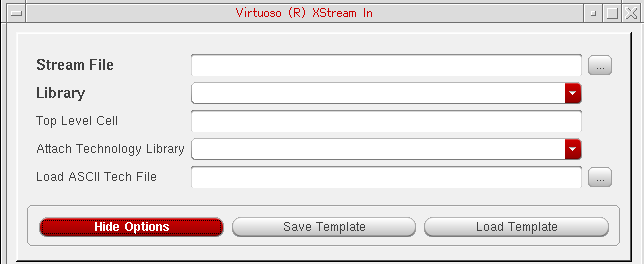 Virtuoso (R) XStream In
Stream File
...
Library
Top Level Cell
Attach Technology Library
Load ASCII Tech File
...
Hide Options Save Template Load Template